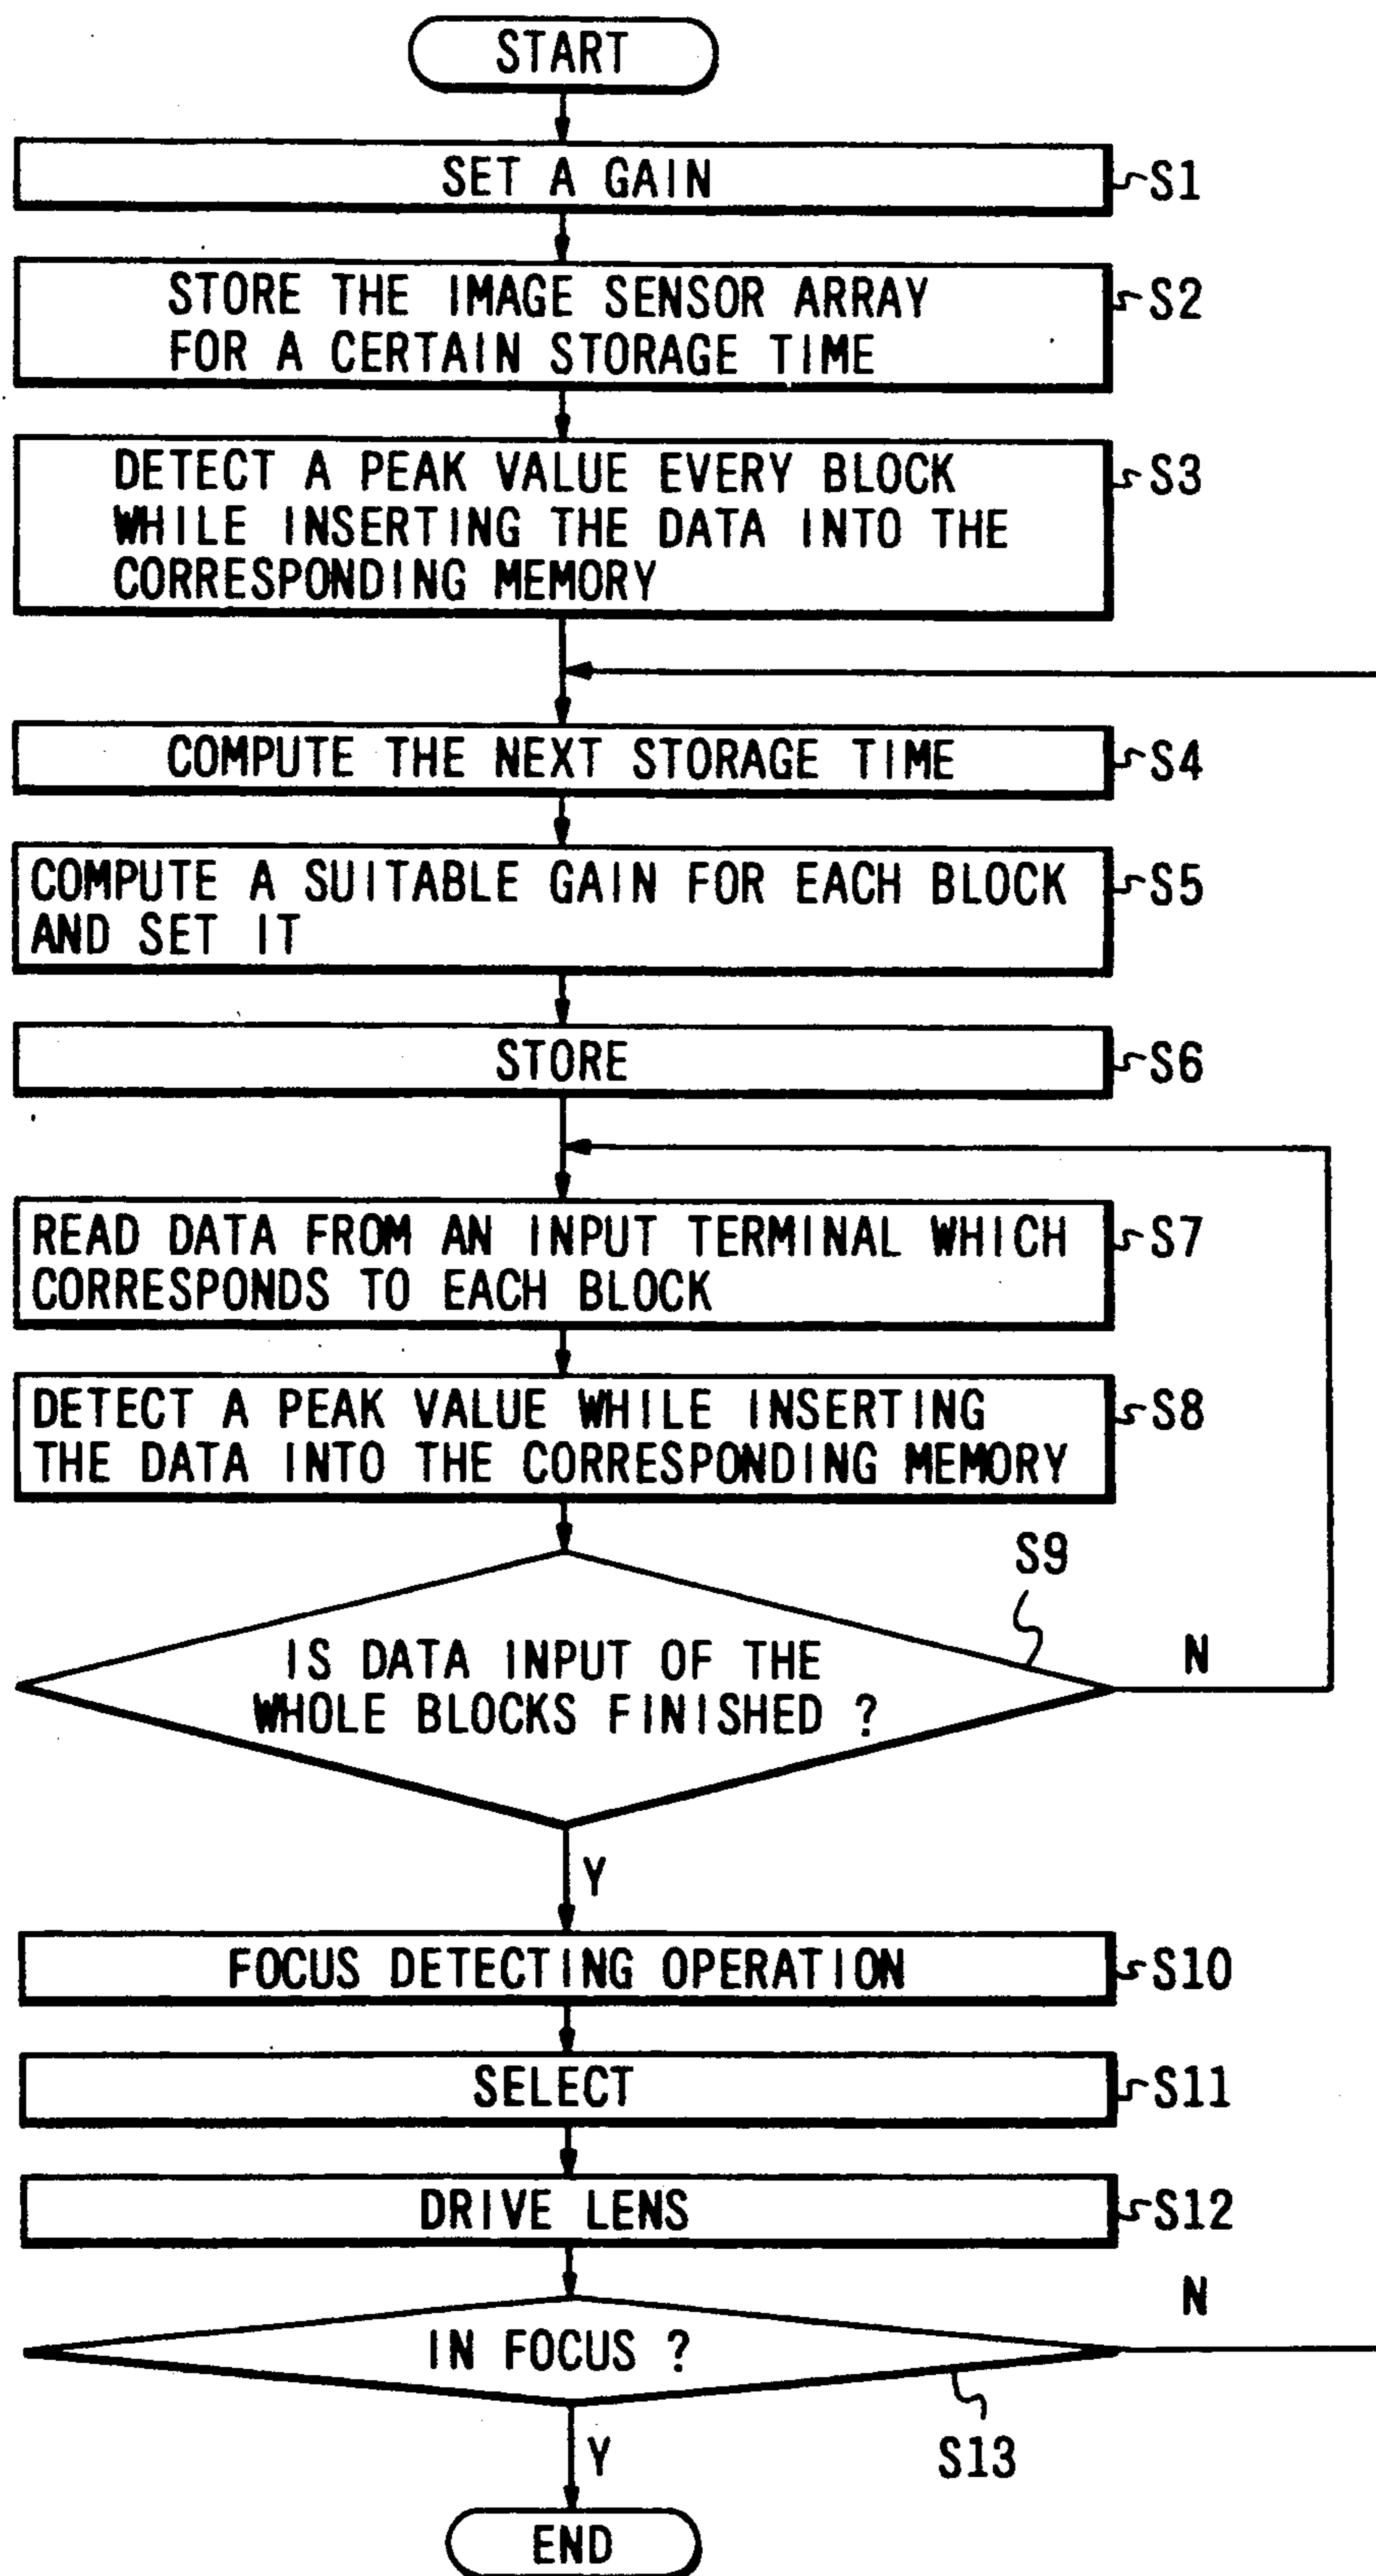 START
SET A GAIN
S1
STORE THE IMAGE SENSOR ARRAY
FOR A CERTAIN STORAGE TIME
S2
DETECT A PEAK VALUE EVERY BLOCK
WHILE INSERTING THE DATA INTO THE
CORRESPONDING MEMORY
S3
COMPUTE THE NEXT STORAGE TIME
S4
COMPUTE A SUITABLE GAIN FOR EACH BLOCK
AND SET IT
S5
STORE
S6
READ DATA FROM AN INPUT TERMINAL WHICH
CORRESPONDS TO EACH BLOCK
S7
DETECT A PEAK VALUE WHILE INSERTING
THE DATA INTO THE CORRESPONDING MEMORY
S8
S9
IS DATA INPUT OF THE
WHOLE BLOCKS FINISHED ?
N
Y
FOCUS DETECTING OPERATION
S10
SELECT
S11
DRIVE LENS
S12
N
IN FOCUS ?
S13
Y
END